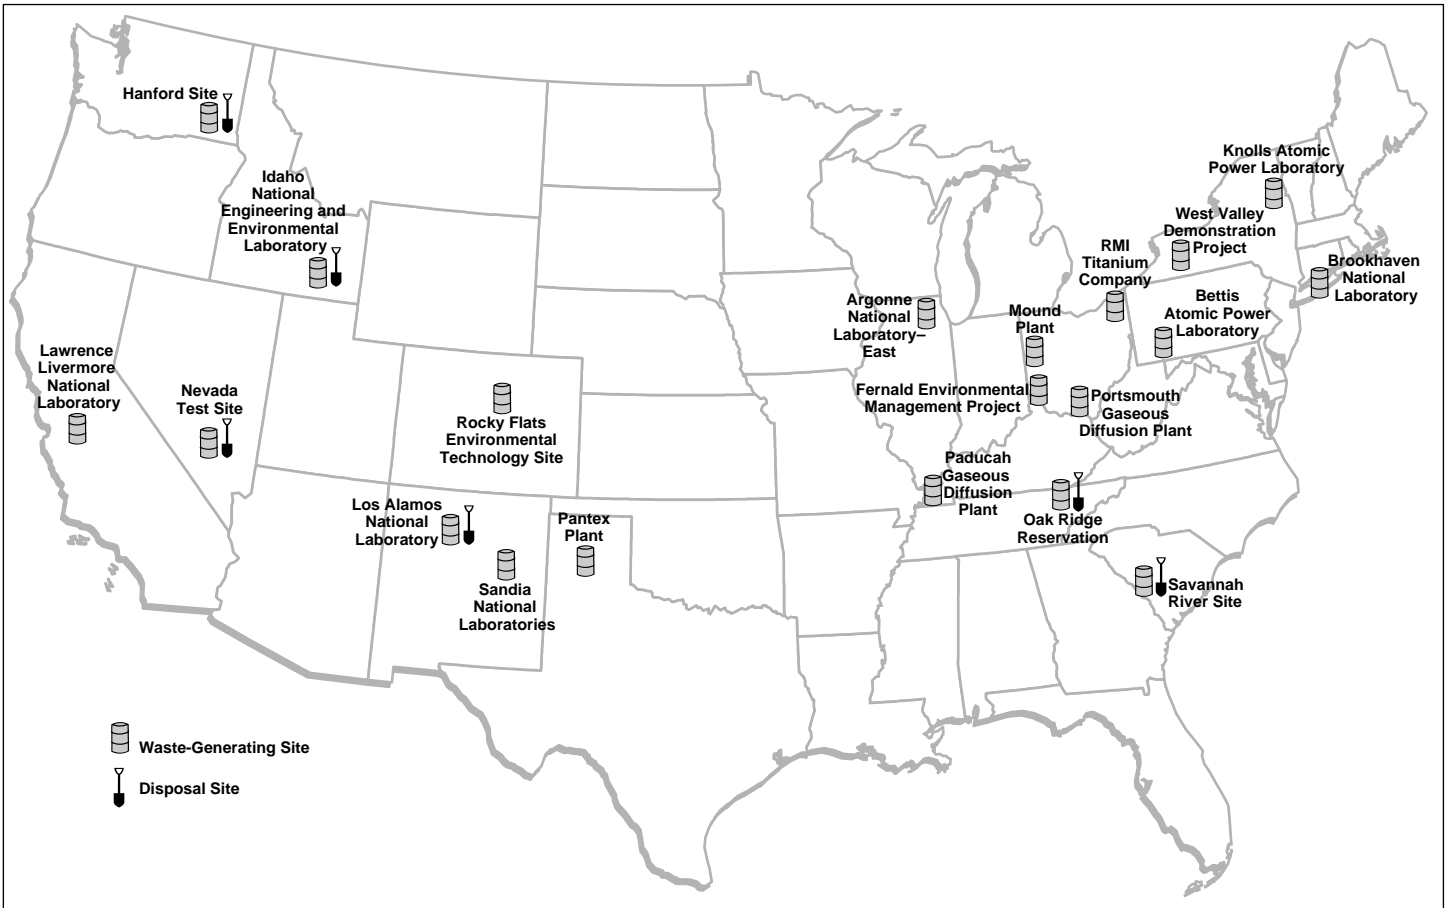 Hanford Site
Idaho
National
Engineering and
Environmental
Laboratory
Lawrence
Livermore
National
Laboratory
Nevada
Test Site
Rocky Flats
Environmental
Technology Site
Los Alamos
National
Laboratory
Sandia
National
Laboratories
Pantex
Plant
Argonne
National
Laboratory–
East
Mound
Plant
Fernald Environmental
Management Project
Portsmouth
Gaseous
Diffusion Plant
Paducah
Gaseous
Diffusion
Plant
Oak Ridge
Reservation
Savannah
River Site
RMI
Titanium
Company
Bettis
Atomic Power
Laboratory
West Valley
Demonstration
Project
Knolls Atomic
Power Laboratory
Brookhaven
National
Laboratory
Waste-Generating Site
Disposal Site